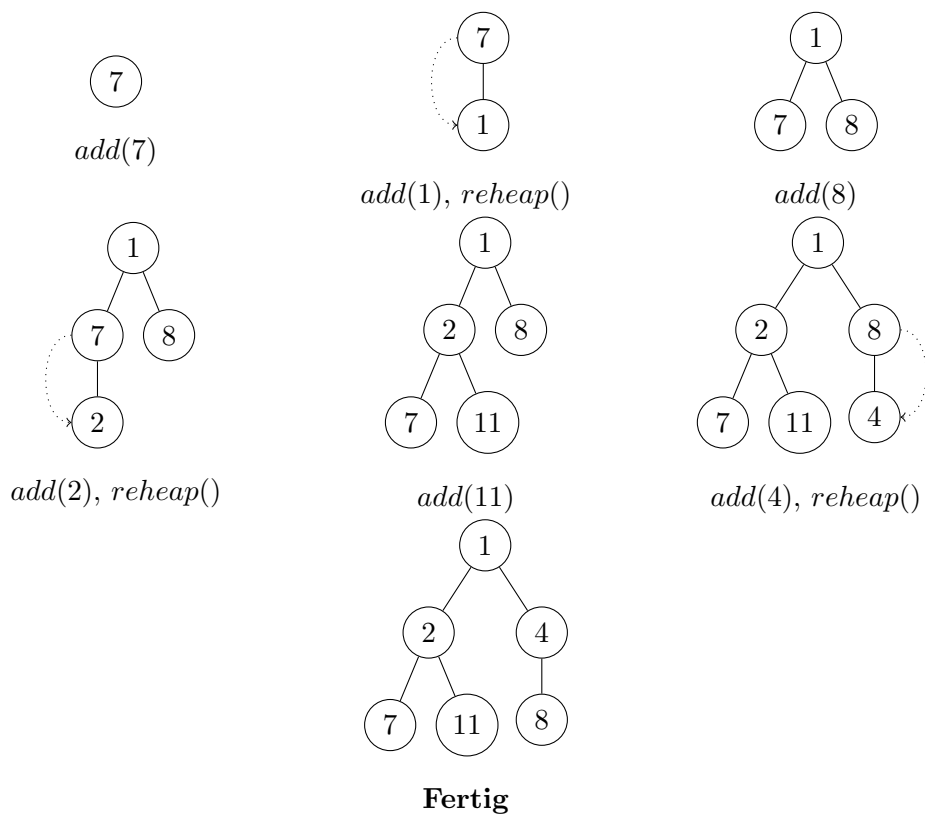 7
7
1
1
7 8
add(7)
add(1), reheap()
add(8)
1
7 8
2
1
2 8
7 11
1
2 8
7 11 4
add(2), reheap()
add(11)
add(4), reheap()
1
2 4
7 11 8
Fertig